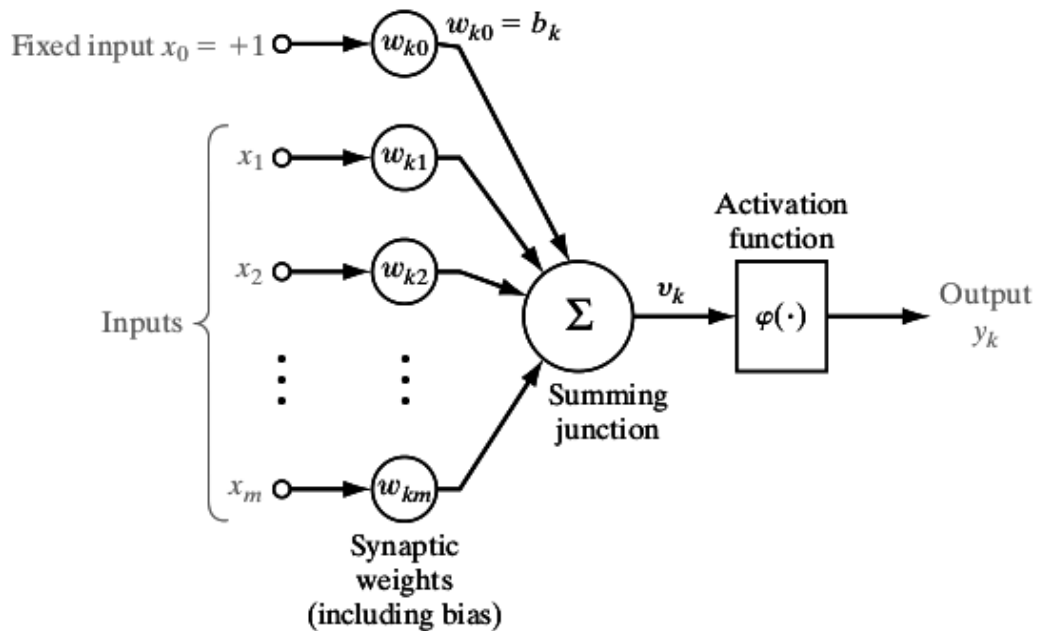 Fixed input x₀ = +1
wₖ₀
wₖ₀ = bₖ
x₁
wₖ₁
x₂
wₖ₂
Inputs
⋮
⋮
xₘ
wₖₘ
Synaptic
weights
(including bias)
Σ
Summing
junction
vₖ
Activation
function
φ(·)
Output
yₖ